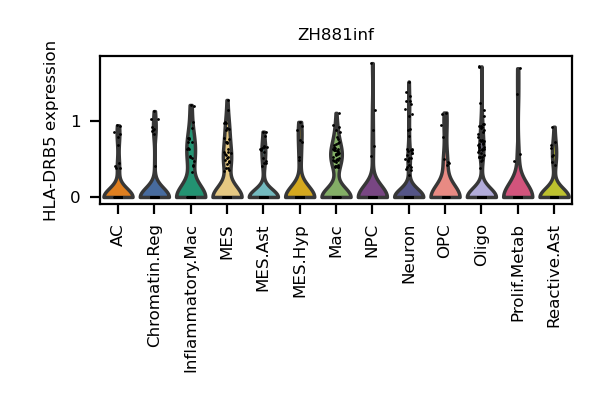 ZH881inf
HLA-DRB5 expression
1
0
AC
Chromatin.Reg
Inflammatory.Mac
MES
MES.Ast
MES.Hyp
Mac
NPC
Neuron
OPC
Oligo
Prolif.Metab
Reactive.Ast